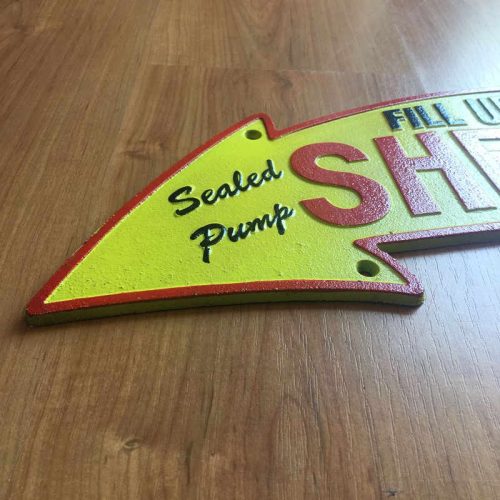 Sealed
Pump
FILL U
SHE